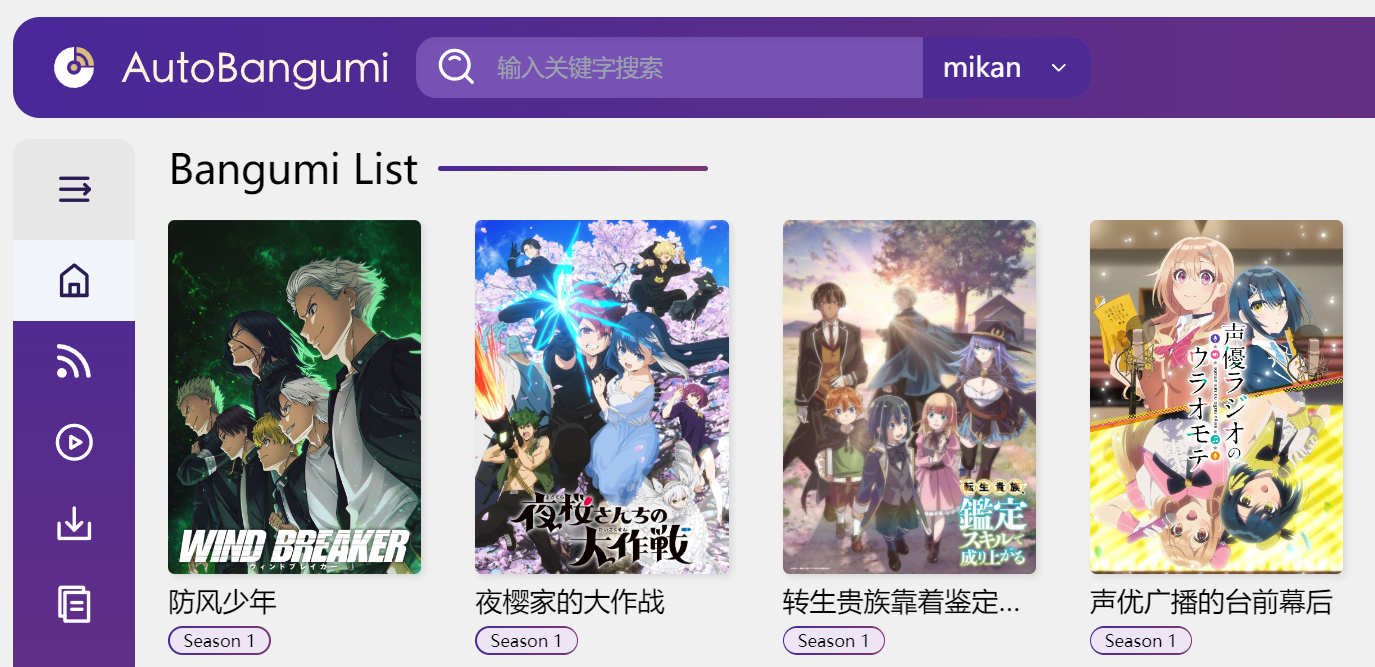 AutoBangumi
输入关键字搜索
mikan
Bangumi List
WIND BREAKER
ウィンドブレイカー
夜桜さんちの
大作戦
転生貴族、
鑑定
スキルで
成り上がる
声優ラジオの
ウラオモテ
防风少年
夜樱家的大作战
转生贵族靠着鉴定...
声优广播的台前幕后
Season 1
Season 1
Season 1
Season 1